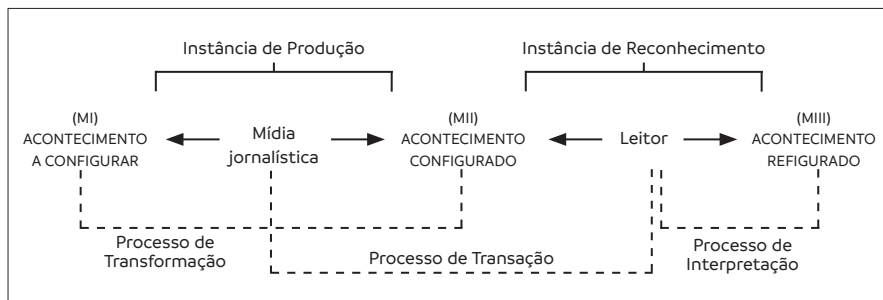 Instância de Produção
Instância de Reconhecimento
(MI)
ACONTECIMENTO
A CONFIGURAR
Mídia
jornalística
(MII)
ACONTECIMENTO
CONFIGURADO
Leitor
(MIII)
ACONTECIMENTO
REFIGURADO
Processo de
Transformação
Processo de Transação
Processo de
Interpretação